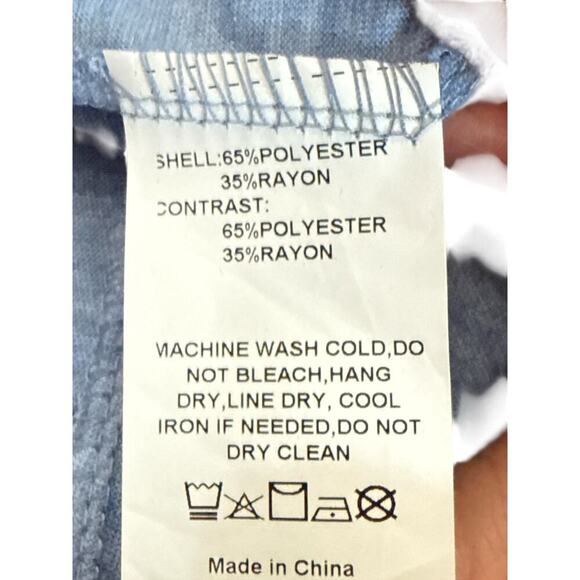 SHELL:65%POLYESTER
35%RAYON
CONTRAST:
65%POLYESTER
35%RAYON
MACHINE WASH COLD,DO
NOT BLEACH,HANG
DRY,LINE DRY, COOL
IRON IF NEEDED,DO NOT
DRY CLEAN
Made in China